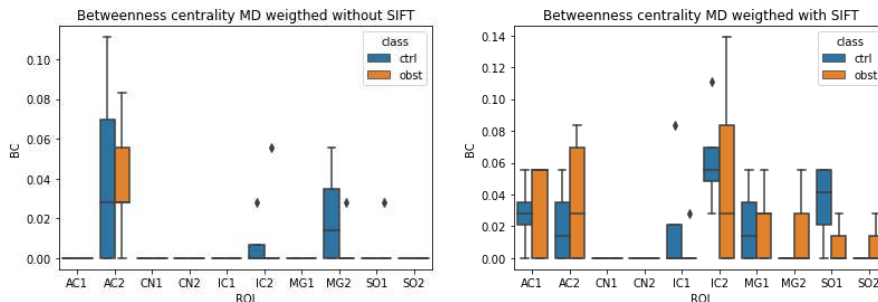 Betweenness centrality MD weigthed without SIFT
class
ctrl
obst
BC
0.10
0.08
0.06
0.04
0.02
0.00
AC1 AC2 CN1 CN2 IC1 IC2 MG1 MG2 SO1 SO2
ROI
Betweenness centrality MD weigthed with SIFT
class
ctrl
obst
BC
0.14
0.12
0.10
0.08
0.06
0.04
0.02
0.00
AC1 AC2 CN1 CN2 IC1 IC2 MG1 MG2 SO1 SO2
ROI